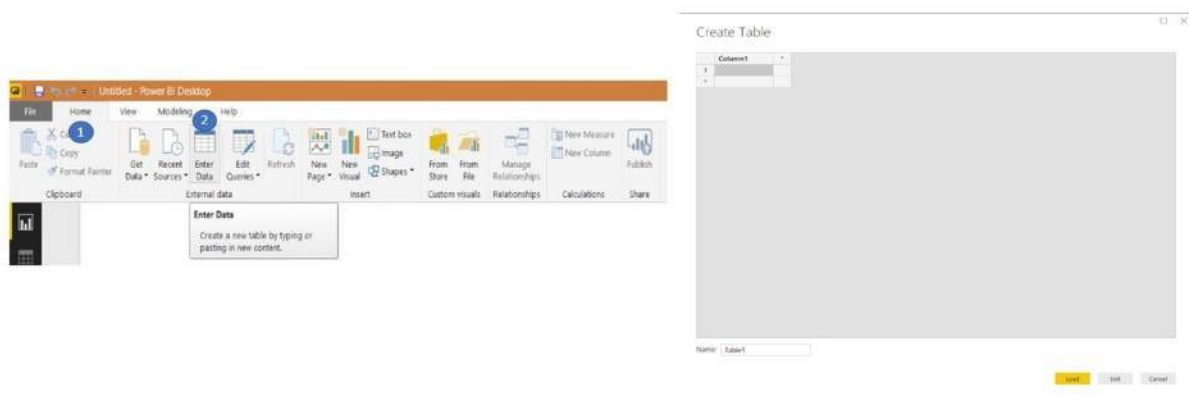 Untitled - Power BI Desktop
File Home View Modeling Help
1 2
Paste
Copy
Format Painter
Clipboard
Get Data
Recent Sources
Enter Data
Edit Queries
Refresh
External data
New Page
New Visual
Text box
Image
Shapes
Insert
From Store
From File
Custom visuals
Manage Relationships
Relationships
New Measure
New Column
Calculations
Publish
Share
Enter Data
Create a new table by typing or
pasting in new content.
Create Table
Column1 *
1
*
Name: Table1
Load Edit Cancel